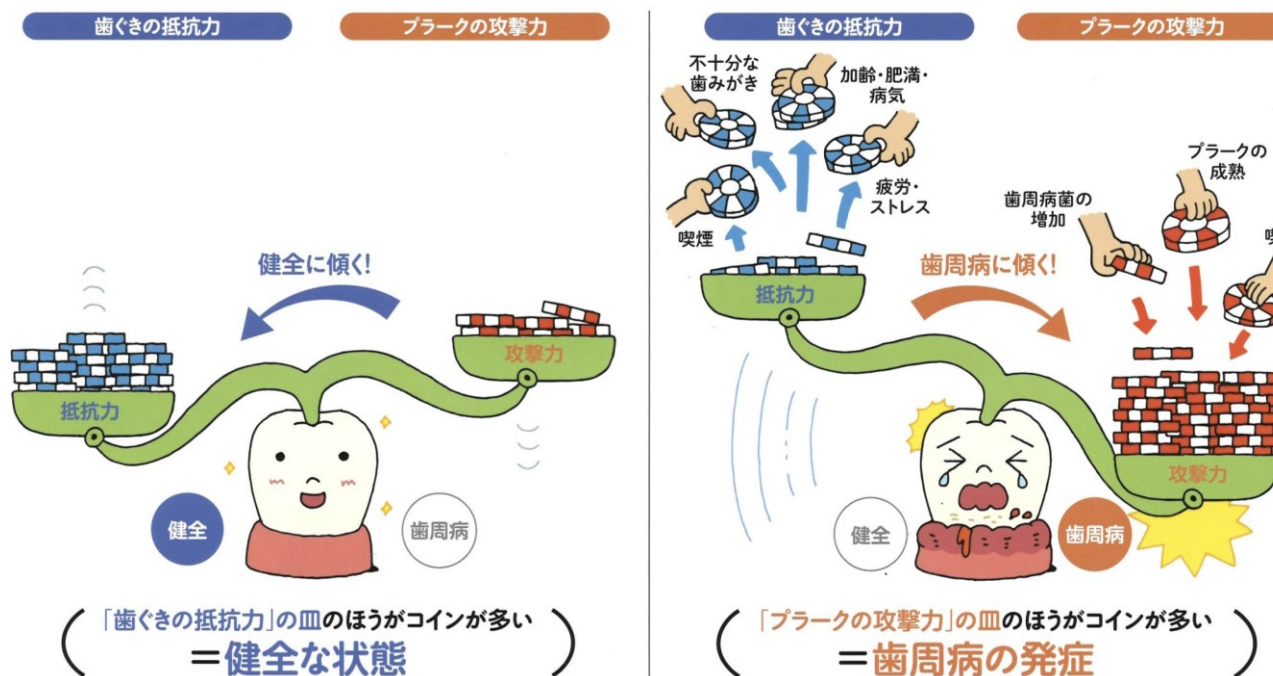 歯ぐきの抵抗力
プラークの攻撃力
健全に傾く!
抵抗力
攻撃力
健全
歯周病
「歯ぐきの抵抗力」の皿のほうがコインが多い
=健全な状態
歯ぐきの抵抗力
プラークの攻撃力
不十分な
歯みがき
加齢・肥満・
病気
疲労・
ストレス
喫煙
プラークの
成熟
歯周病菌の
増加
喫
歯周病に傾く!
抵抗力
攻撃力
健全
歯周病
「プラークの攻撃力」の皿のほうがコインが多い
=歯周病の発症